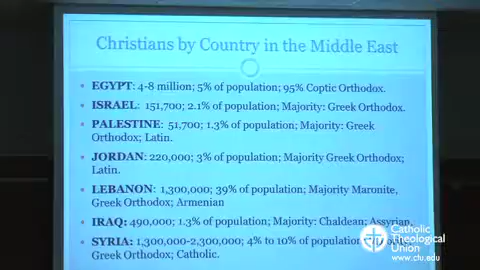 Christians by Country in the Middle East
EGYPT: 4-8 million; 5% of population; 95% Coptic Orthodox.
ISRAEL: 151,700; 2.1% of population; Majority: Greek Orthodox.
PALESTINE: 51,700; 1.3% of population; Majority: Greek
Orthodox; Latin.
JORDAN: 220,000; 3% of population; Majority Greek Orthodox;
Latin.
LEBANON: 1,300,000; 39% of population; Majority Maronite,
Greek Orthodox; Armenian
IRAQ: 490,000; 1.3% of population; Majority: Chaldean; Assyrian.
SYRIA: 1,300,000-2,300,000; 4% to 10% of population
Greek Orthodox; Catholic.
Catholic
Theological
Union
www.ctu.edu